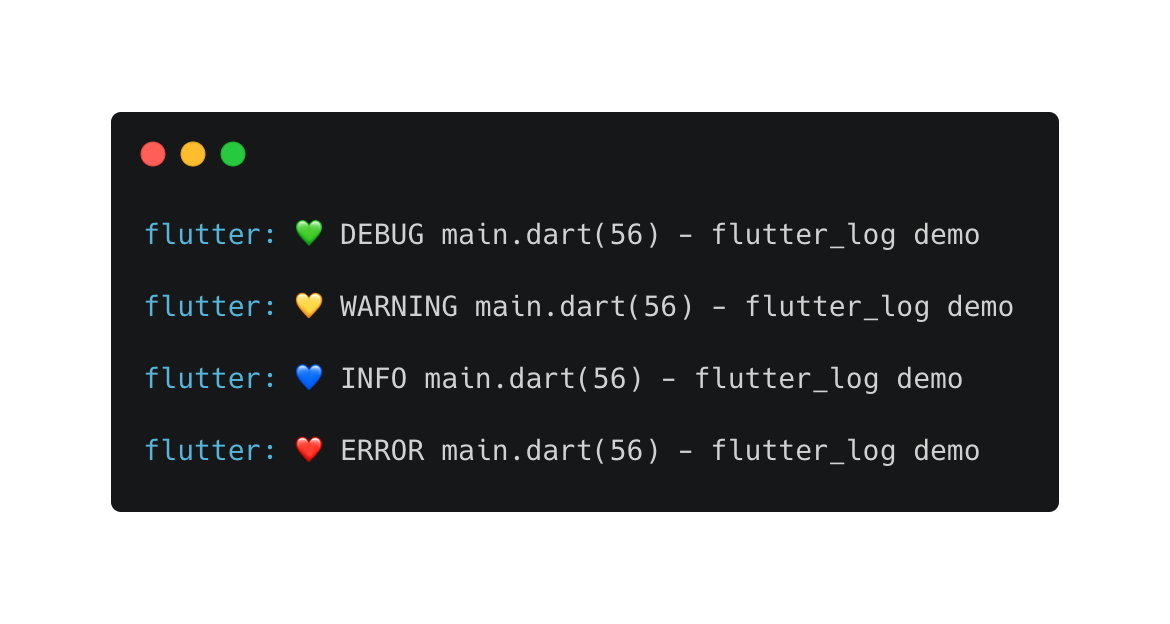 flutter: 💚 DEBUG main.dart(56) - flutter_log demo
flutter: 💛 WARNING main.dart(56) - flutter_log demo
flutter: 💙 INFO main.dart(56) - flutter_log demo
flutter: ❤️ ERROR main.dart(56) - flutter_log demo